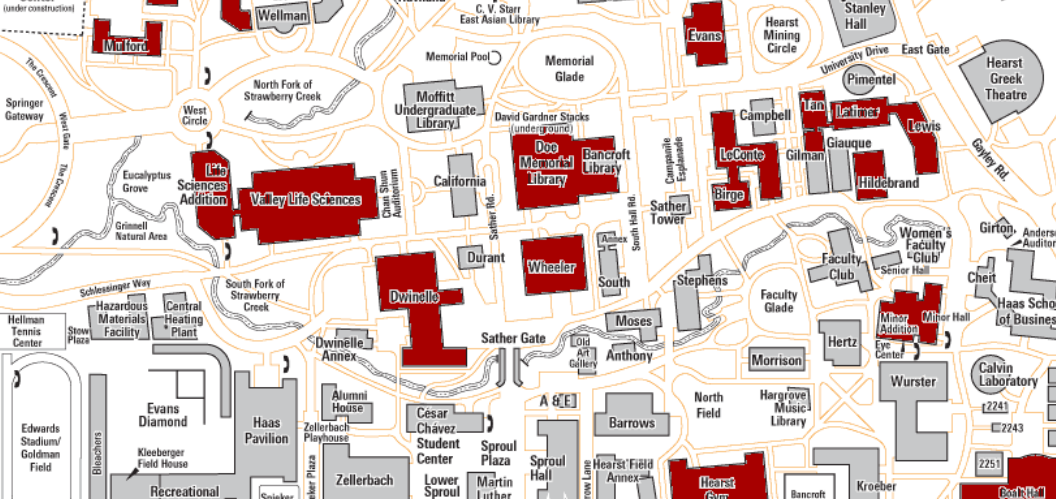 (under construction)
Wellman
C. V. Starr
East Asian Library
Evans
Hearst
Mining
Circle
Stanley
Hall
Mulford
University Drive
East Gate
Memorial Pool
Memorial
Glade
Pimentel
Hearst
Greek
Theatre
The Crescent
Springer
Gateway
West Gate
The Crescent
West
Circle
North Fork of
Strawberry Creek
Moffitt
Undergraduate
Library
David Gardner Stacks
(underground)
Doe
Memorial
Library
Bancroft
Library
Campbell
Tan
Latimer
Lewis
Gayley Rd.
LeConte
Gilman
Giauque
Hildebrand
Birge
Campanile
Esplanade
Sather
Tower
Eucalyptus
Grove
Life
Sciences
Addition
Valley Life Sciences
Chan Shun
Auditorium
California
Sather Rd.
South Hall Rd.
Grinnell
Natural Area
Durant
Wheeler
Annex
South
Stephens
Faculty
Club
Women's
Faculty
Club
Senior Hall
Girton
Cheit
Haas
of
Schlessinger Way
South Fork of
Strawberry
Creek
Dwinelle
Faculty
Glade
Minor
Addition
Minor Hall
Eye
Center
Hazardous
Materials
Facility
Central
Heating
Plant
Hellman
Tennis
Center
Stow
Plaza
Dwinelle
Annex
Sather Gate
Moses
Old
Art
Gallery
Anthony
Hertz
Morrison
Wurster
Calvin
Laboratory
2241
2243
2251
Evans
Diamond
Haas
Pavilion
Alumni
House
Zellerbach
Playhouse
César
Chávez
A & E
Barrows
North
Field
Hargrove
Music
Library
Edwards
Stadium/
Goldman
Field
Bleachers
Kleeberger
Field House
Recreational
Spieker
Zellerbach
Student
Center
Lower
Sproul
Sproul
Plaza
Martin
Luther
Sproul
Hall
Hearst Field
Annex
Hearst
Gym
Bancroft
Kroeber
Boalt Hall